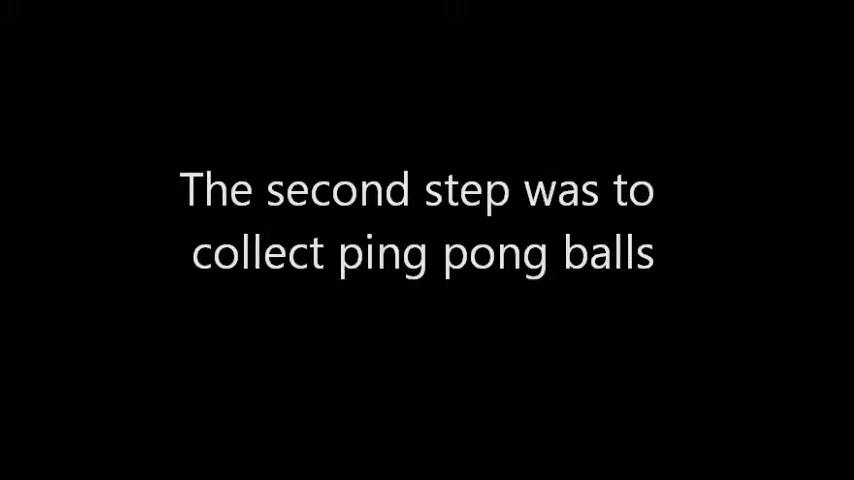 The second step was to
collect ping pong balls